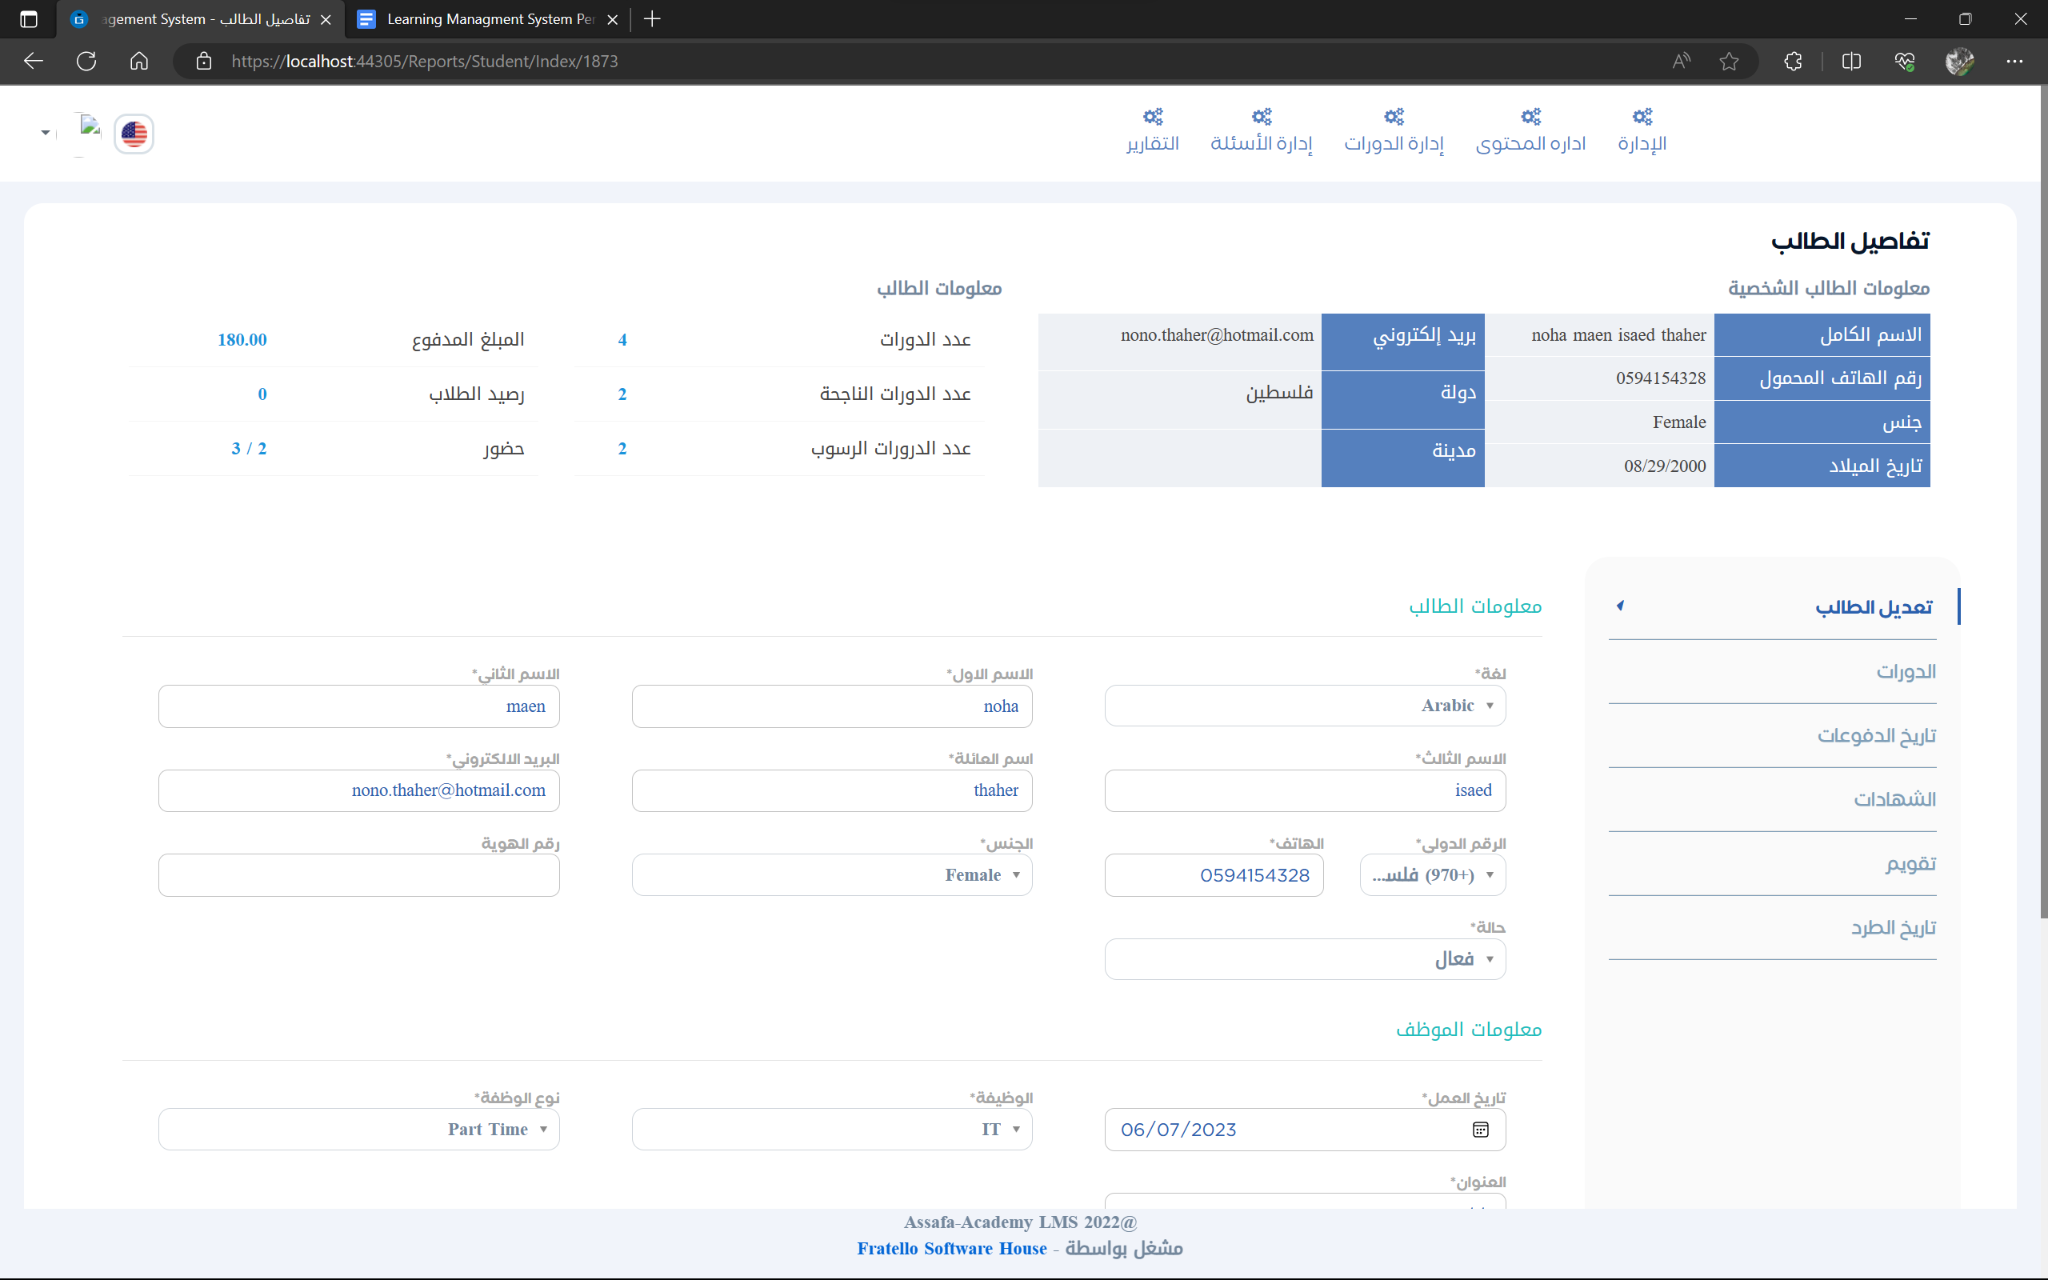 agement System - تفاصيل الطالب
Learning Managment System Per
https://localhost:44305/Reports/Student/Index/1873
الإدارة
اداره المحتوى
إدارة الدورات
إدارة الأسئلة
التقارير
تفاصيل الطالب
معلومات الطالب الشخصية
الاسم الكامل noha maen isaed thaher
رقم الهاتف المحمول 0594154328
جنس Female
تاريخ الميلاد 08/29/2000
بريد إلكتروني nono.thaher@hotmail.com
دولة فلسطين
مدينة
معلومات الطالب
عدد الدورات 4 المبلغ المدفوع 180.00
عدد الدورات الناجحة 2 رصيد الطلاب 0
عدد الدرورات الرسوب 2 حضور 3 / 2
تعديل الطالب
الدورات
تاريخ الدفوعات
الشهادات
تقويم
تاريخ الطرد
معلومات الطالب
لغة* الاسم الاول* الاسم الثاني*
Arabic noha maen
الاسم الثالث* اسم العائلة* البريد الالكتروني*
isaed thaher nono.thaher@hotmail.com
الرقم الدولي* الهاتف* الجنس* رقم الهوية
(+970) فلسـ... 0594154328 Female
حالة*
فعال
معلومات الموظف
تاريخ العمل* الوظيفة* نوع الوظفة*
06/07/2023 IT Part Time
العنوان*
Assafa-Academy LMS 2022@
مشغل بواسطة - Fratello Software House